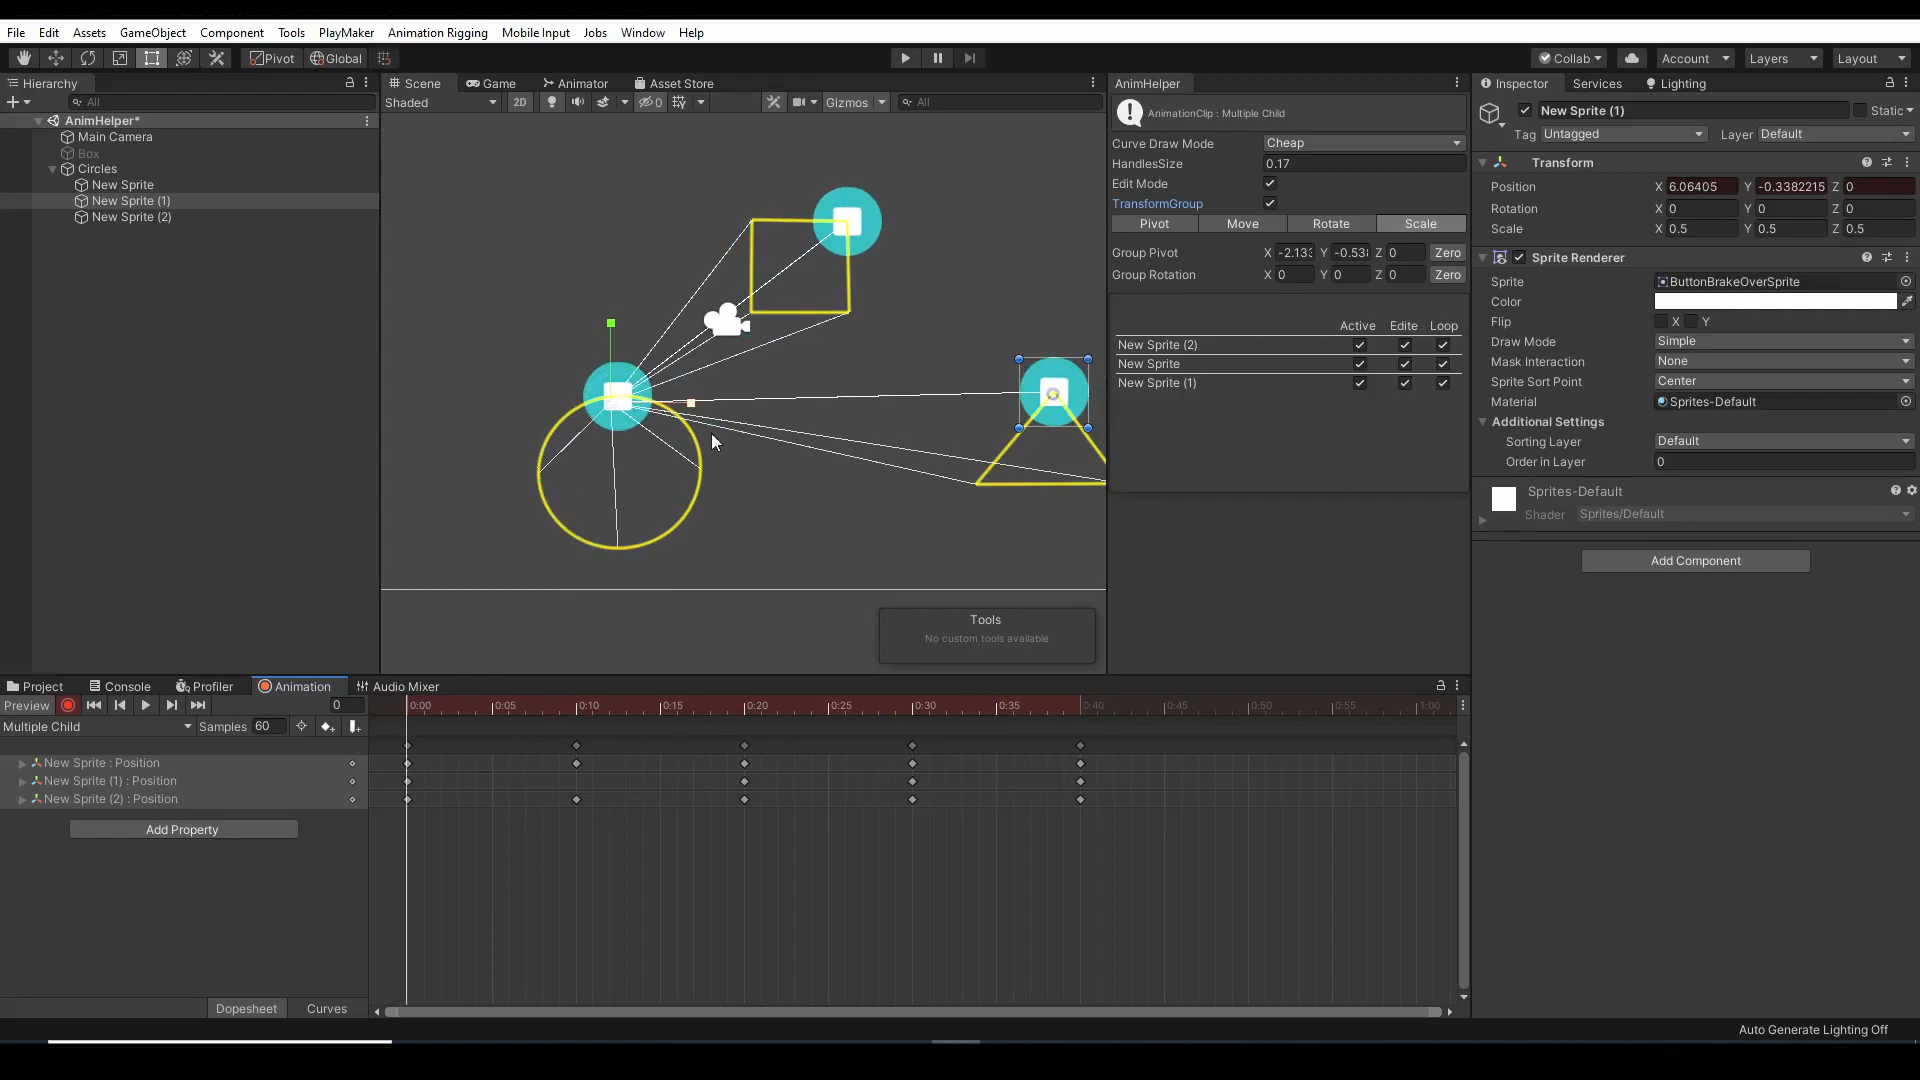 File Edit Assets GameObject Component Tools PlayMaker Animation Rigging Mobile Input Jobs Window Help
Pivot Global Collab Account Layers Layout
Hierarchy
All
AnimHelper*
Main Camera
Box
Circles
New Sprite
New Sprite (1)
New Sprite (2)
Scene Game Animator Asset Store
Shaded 2D 0 Gizmos All
Tools
No custom tools available
AnimHelper
AnimationClip : Multiple Child
Curve Draw Mode Cheap
HandlesSize 0.17
Edit Mode
TransformGroup
Pivot Move Rotate Scale
Group Pivot X -2.133 Y -0.538 Z 0 Zero
Group Rotation X 0 Y 0 Z 0 Zero
Active Edite Loop
New Sprite (2)
New Sprite
New Sprite (1)
Inspector Services Lighting
New Sprite (1) Static
Tag Untagged Layer Default
Transform
Position X 6.06405 Y -0.3382215 Z 0
Rotation X 0 Y 0 Z 0
Scale X 0.5 Y 0.5 Z 0.5
Sprite Renderer
Sprite ButtonBrakeOverSprite
Color
Flip X Y
Draw Mode Simple
Mask Interaction None
Sprite Sort Point Center
Material Sprites-Default
Additional Settings
Sorting Layer Default
Order in Layer 0
Sprites-Default
Shader Sprites/Default
Add Component
Project Console Profiler Animation Audio Mixer
Preview 0 0:00 0:05 0:10 0:15 0:20 0:25 0:30 0:35 0:40 0:45 0:50 0:55 1:00
Multiple Child Samples 60
New Sprite : Position
New Sprite (1) : Position
New Sprite (2) : Position
Add Property
Dopesheet Curves
Auto Generate Lighting Off